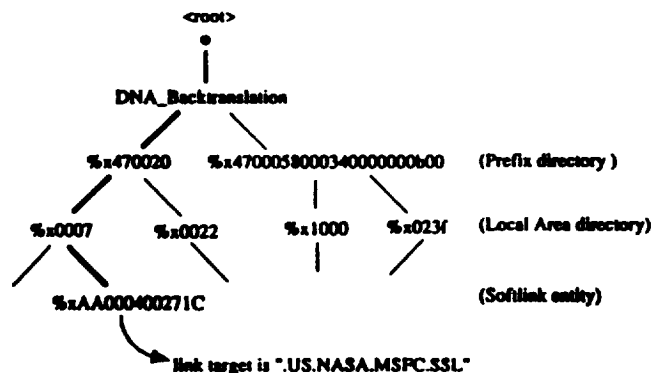 <root>
DNA_Backtranslation
%x470020 %x47000580003400000000b00 (Prefix directory )
%x0007 %x0022 %x1000 %x023f (Local Area directory)
%xAA000400271C (Softlink entity)
link target is ".US.NASA.MSFC.SSL"